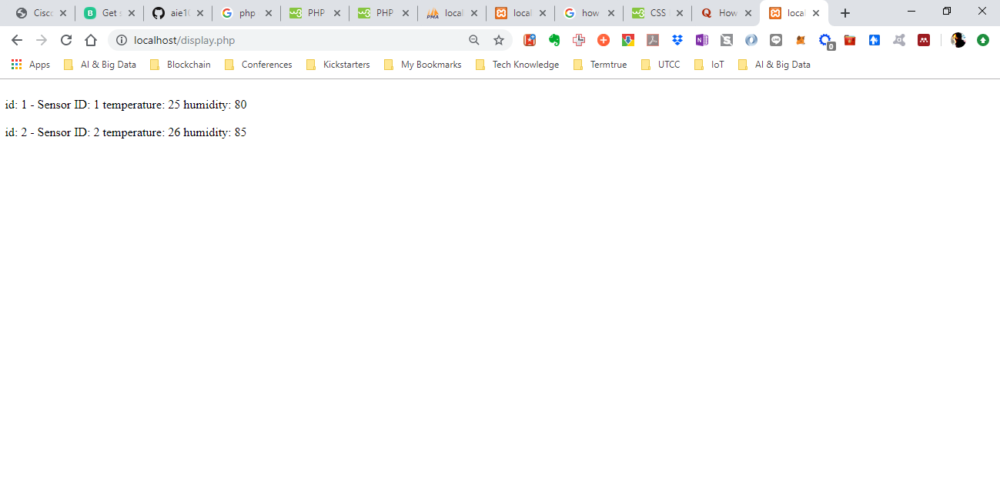 Cisco Get s aie10 php PHP PHP local local how CSS How local
localhost/display.php
0
Apps AI & Big Data Blockchain Conferences Kickstarters My Bookmarks Tech Knowledge Termtrue UTCC IoT AI & Big Data
id: 1 - Sensor ID: 1 temperature: 25 humidity: 80
id: 2 - Sensor ID: 2 temperature: 26 humidity: 85